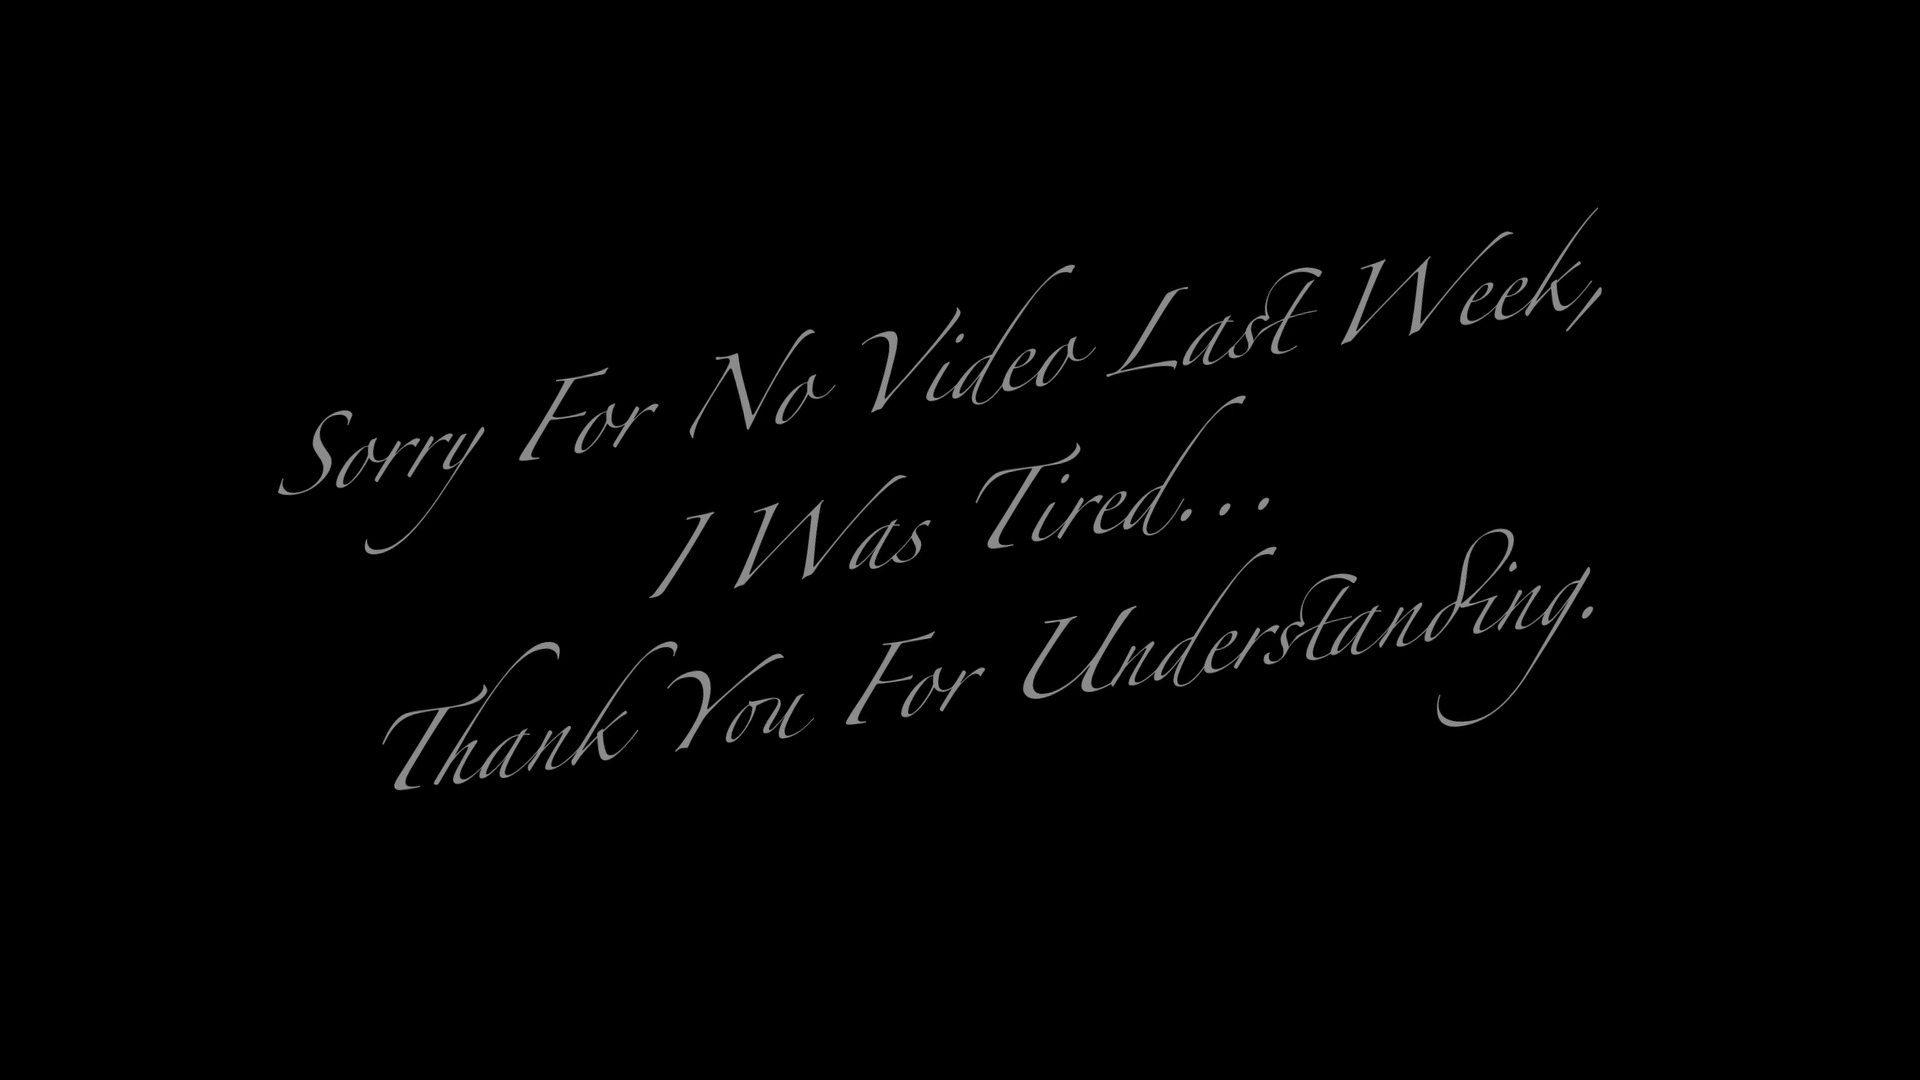 Sorry For No Video Last Week,
I Was Tired...
Thank You For Understanding.